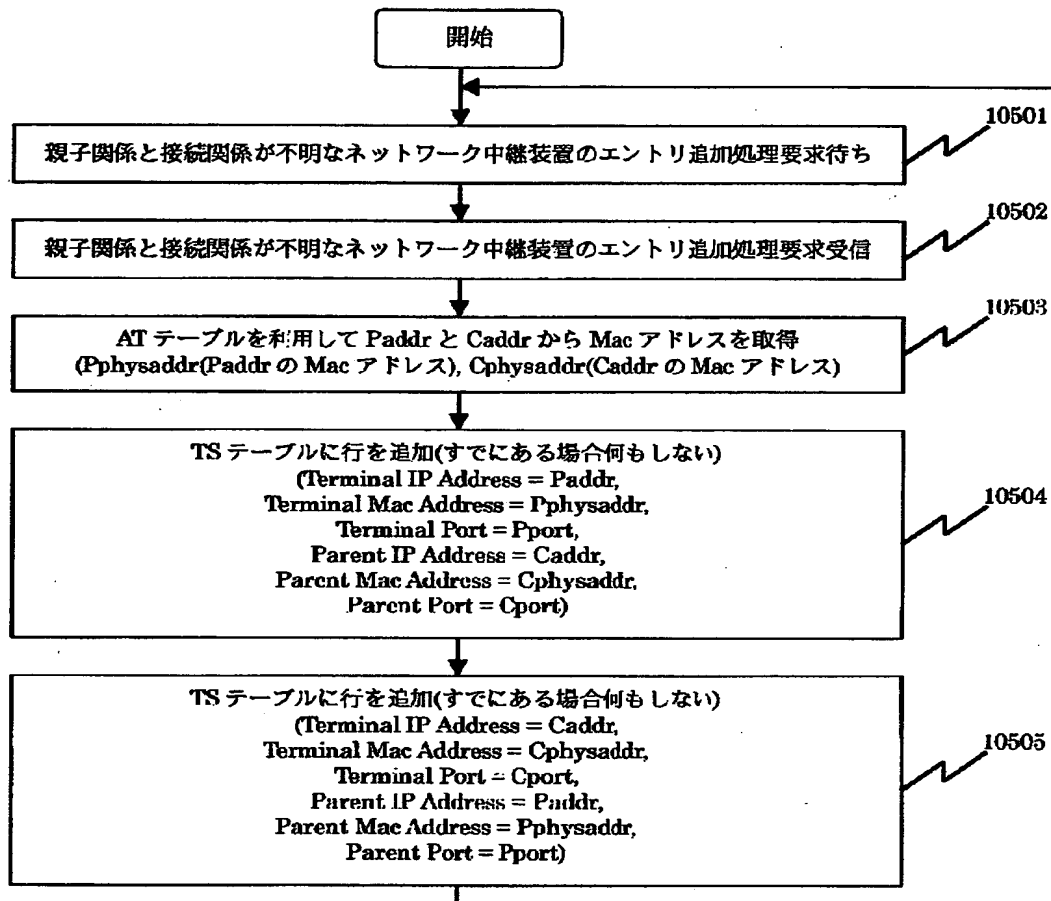 開始
10501
親子関係と接続関係が不明なネットワーク中継装置のエントリ追加処理要求待ち
10502
親子関係と接続関係が不明なネットワーク中継装置のエントリ追加処理要求受信
10503
AT テーブルを利用して Paddr と Caddr から Mac アドレスを取得
(Pphysaddr(Paddr の Mac アドレス), Cphysaddr(Caddr の Mac アドレス)
TS テーブルに行を追加(すでにある場合何もしない)
(Terminal IP Address = Paddr,
Terminal Mac Address = Pphysaddr,
Terminal Port = Pport,
Parent IP Address = Caddr,
Parent Mac Address = Cphysaddr,
Parent Port = Cport)
10504
TS テーブルに行を追加(すでにある場合何もしない)
(Terminal IP Address = Caddr,
Terminal Mac Address = Cphysaddr,
Terminal Port = Cport,
Parent IP Address = Paddr,
Parent Mac Address = Pphysaddr,
Parent Port = Pport)
10505